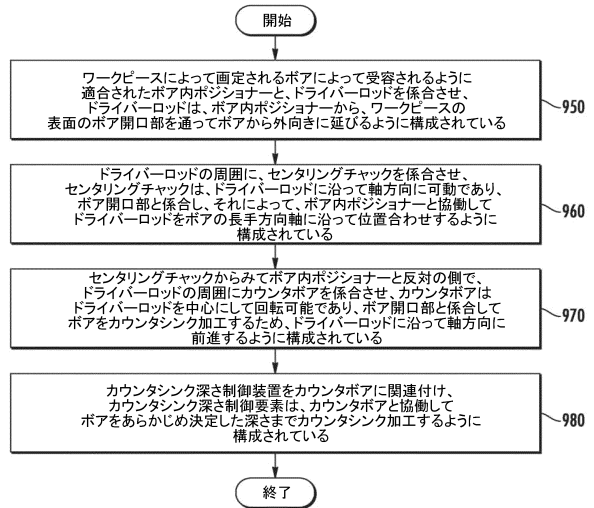 開始
ワークピースによって画定されるボアによって受容されるように
適合されたボア内ポジショナーと、ドライバーロッドを係合させ、
ドライバーロッドは、ボア内ポジショナーから、ワークピースの
表面のボア開口部を通ってボアから外向きに延びるように構成されている
950
ドライバーロッドの周囲に、センタリングチャックを係合させ、
センタリングチャックは、ドライバーロッドに沿って軸方向に可動であり、
ボア開口部と係合し、それによって、ボア内ポジショナーと協働して
ドライバーロッドをボアの長手方向軸に沿って位置合わせするように
構成されている
960
センタリングチャックからみてボア内ポジショナーと反対の側で、
ドライバーロッドの周囲にカウンタボアを係合させ、カウンタボアは
ドライバーロッドを中心にして回転可能であり、ボア開口部と係合して
ボアをカウンタシンク加工するため、ドライバーロッドに沿って軸方向に
前進するように構成されている
970
カウンタシンク深さ制御装置をカウンタボアに関連付け、
カウンタシンク深さ制御要素は、カウンタボアと協働して
ボアをあらかじめ決定した深さまでカウンタシンク加工するように
構成されている
980
終了